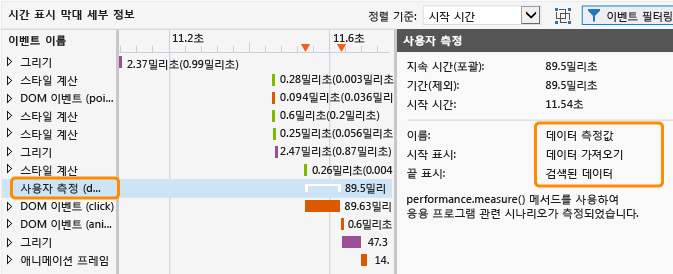 시간 표시 막대 세부 정보
정렬 기준: 시작 시간 이벤트 필터링
이벤트 이름 11.2초 11.6초
그리기 2.37밀리초(0.99밀리초)
스타일 계산 0.28밀리초(0.003밀리초
DOM 이벤트 (poi... 0.094밀리초(0.036밀리초
스타일 계산 0.6밀리초(0.2밀리초)
스타일 계산 0.25밀리초(0.056밀리초
그리기 2.47밀리초(0.87밀리초)
스타일 계산 0.26밀리초(0.004
사용자 측정 (d... 89.5밀리
DOM 이벤트 (click) 89.63밀리
DOM 이벤트 (ani... 0.6밀리초(
그리기 47.3
애니메이션 프레임 14.
사용자 측정
지속 시간(포괄): 89.5밀리초
기간(제외): 89.5밀리초
시작 시간: 11.54초
이름: 데이터 측정값
시작 표시: 데이터 가져오기
끝 표시: 검색된 데이터
performance.measure() 메서드를 사용하여
응용 프로그램 관련 시나리오가 측정되었습니다.